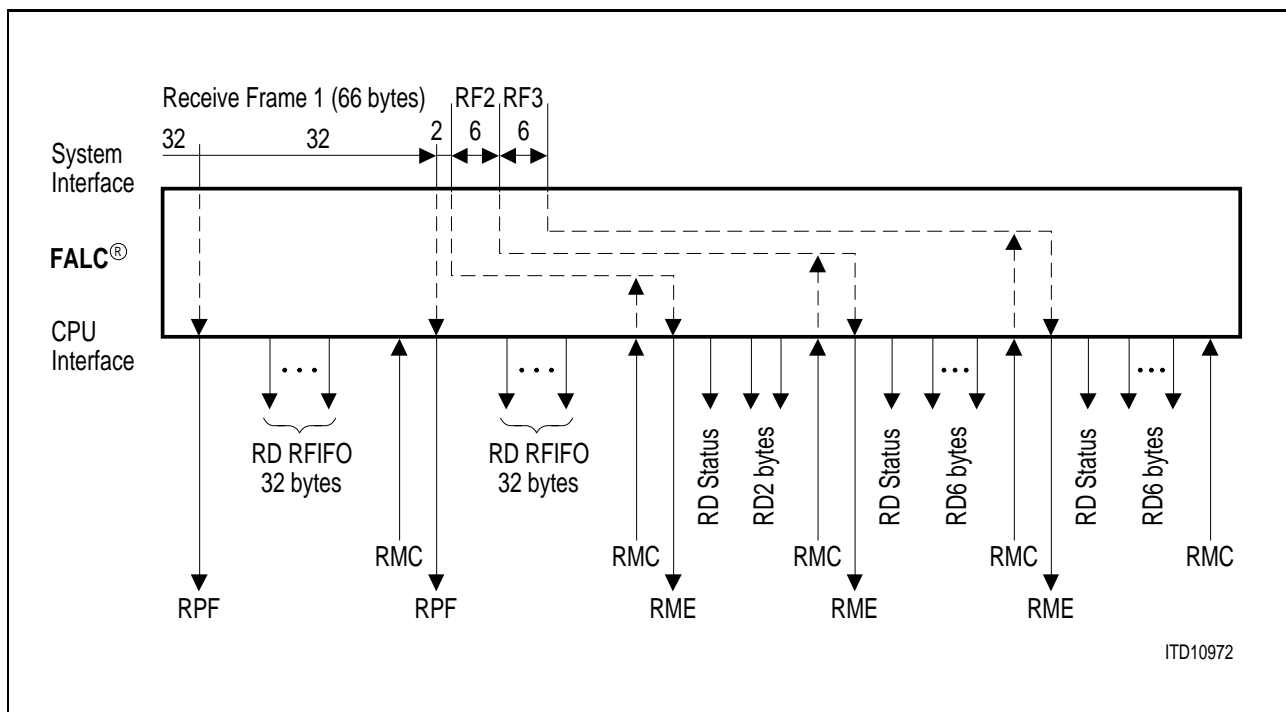 Receive Frame 1 (66 bytes) RF2 RF3
32 32 2 6 6
System
Interface
FALC®
CPU
Interface
RD RFIFO
32 bytes
RD RFIFO
32 bytes
RD Status
RD2 bytes
RD Status
RD6 bytes
RD Status
RD6 bytes
RMC RMC RMC RMC RMC
RPF RPF RME RME RME
ITD10972